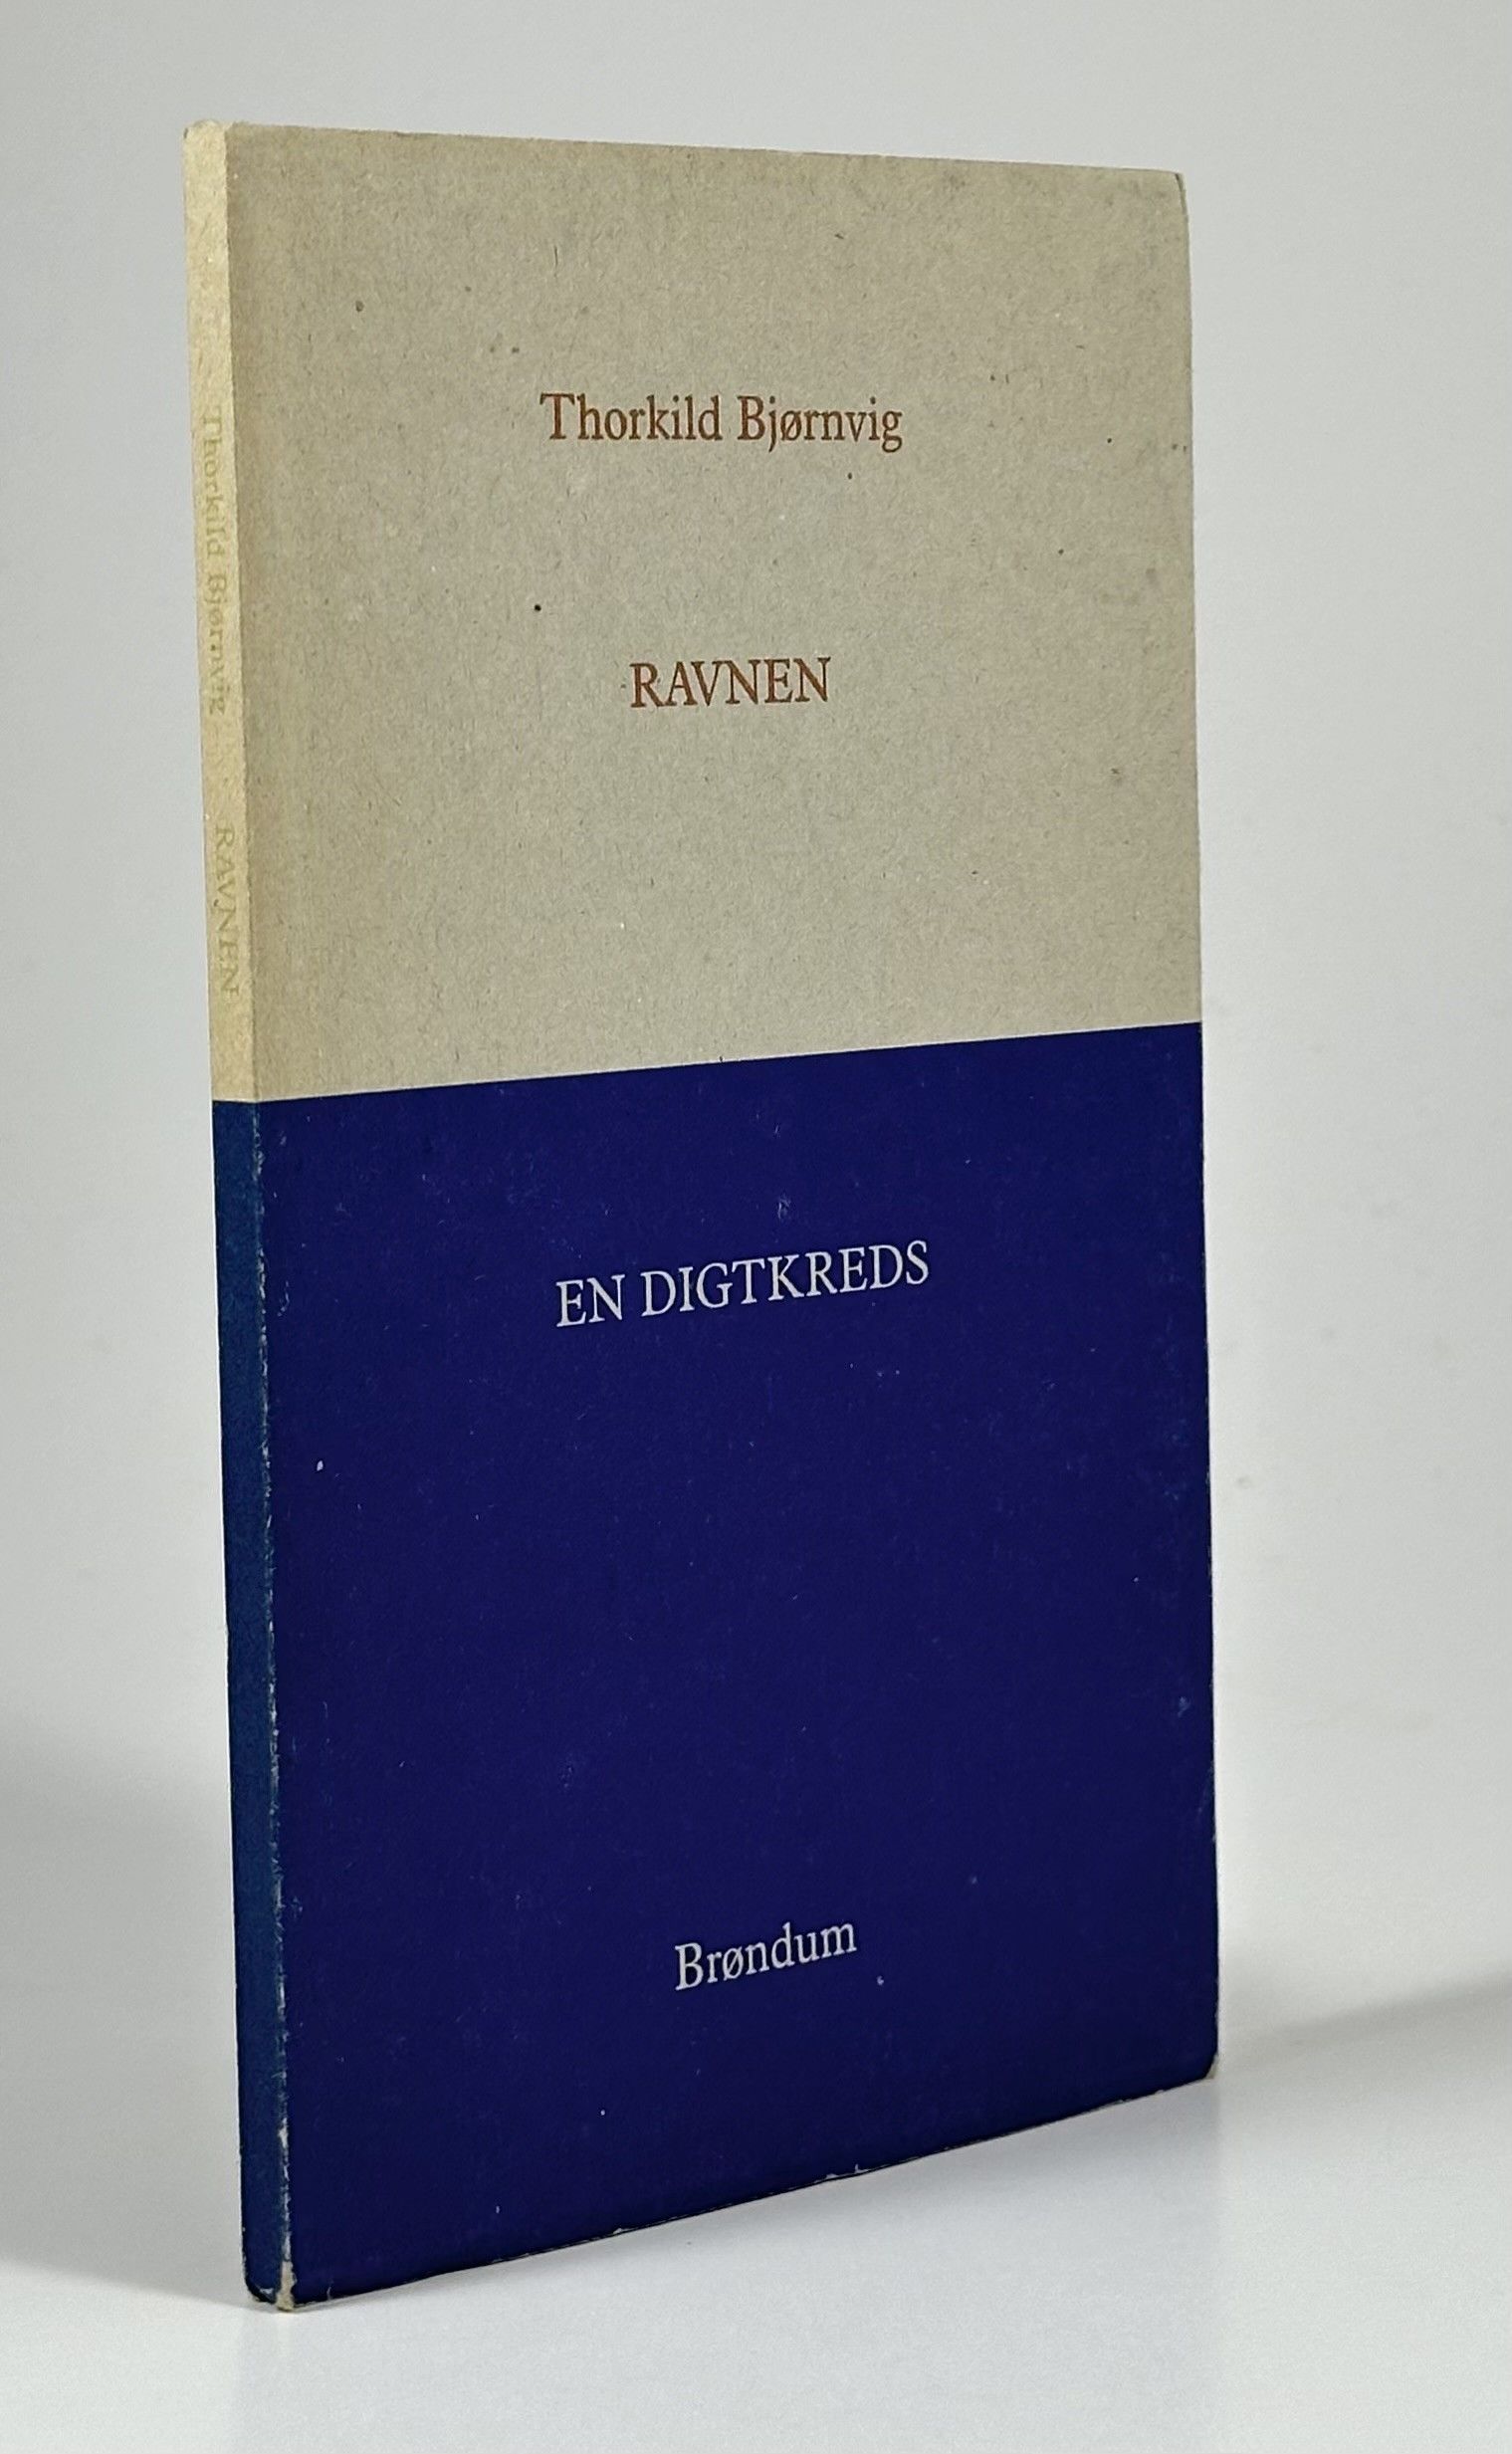 Thorkild Bjørnvig
RAVNEN
EN DIGTKREDS
Brøndum
Thorkild Bjørnvig RAVNEN